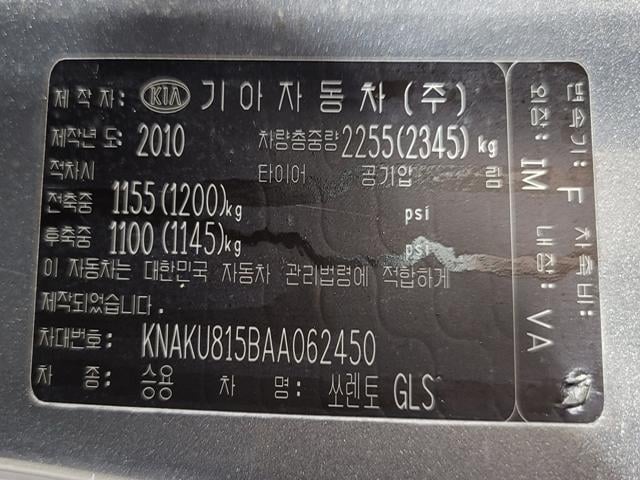 제 작 자: KIA 기 아 자 동 차 (주)
제작년 도: 2010 차량총중량 2255(2345) kg
적차시 타이어 공기압 림
전축중 1155(1200)kg psi
후축중 1100(1145)kg psi
이 자동차는 대한민국 자동차 관리법령에 적합하게
제작되었습니다.
차대번호: KNAKU815BAA062450
차 종: 승용 차 명: 쏘렌토 GLS
변속기: F 차축비:
외장: IM 내장: VA